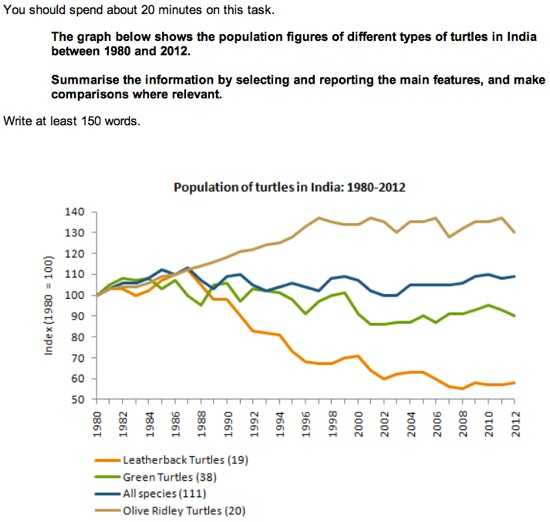 You should spend about 20 minutes on this task.
The graph below shows the population figures of different types of turtles in India
between 1980 and 2012.
Summarise the information by selecting and reporting the main features, and make
comparisons where relevant.
Write at least 150 words.
Population of turtles in India: 1980-2012
Index (1980 = 100)
140
130
120
110
100
90
80
70
60
50
1980
1982
1984
1986
1988
1990
1992
1994
1996
1998
2000
2002
2004
2006
2008
2010
2012
Leatherback Turtles (19)
Green Turtles (38)
All species (111)
Olive Ridley Turtles (20)